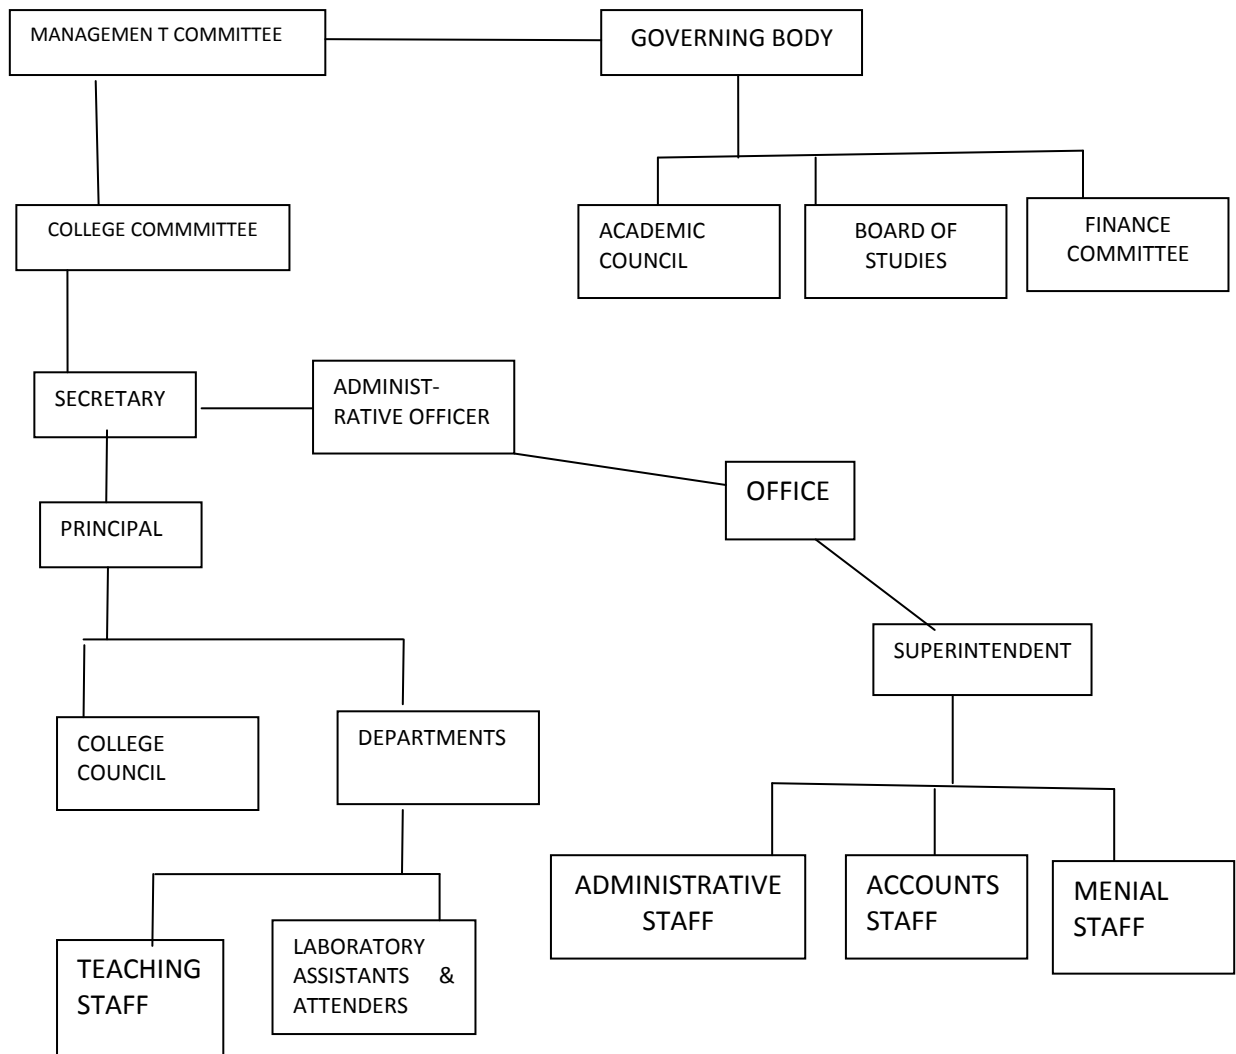 MANAGEMEN T COMMITTEE
GOVERNING BODY
COLLEGE COMMMITTEE
ACADEMIC
COUNCIL
BOARD OF
STUDIES
FINANCE
COMMITTEE
SECRETARY
ADMINIST-
RATIVE OFFICER
OFFICE
PRINCIPAL
SUPERINTENDENT
COLLEGE
COUNCIL
DEPARTMENTS
ADMINISTRATIVE
STAFF
ACCOUNTS
STAFF
MENIAL
STAFF
TEACHING
STAFF
LABORATORY
ASSISTANTS &
ATTENDERS